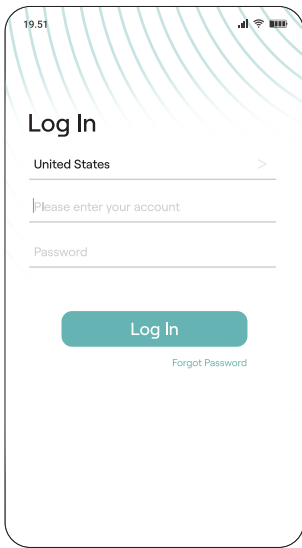 19.51
Log In
United States
>
Please enter your account
Password
Log In
Forgot Password